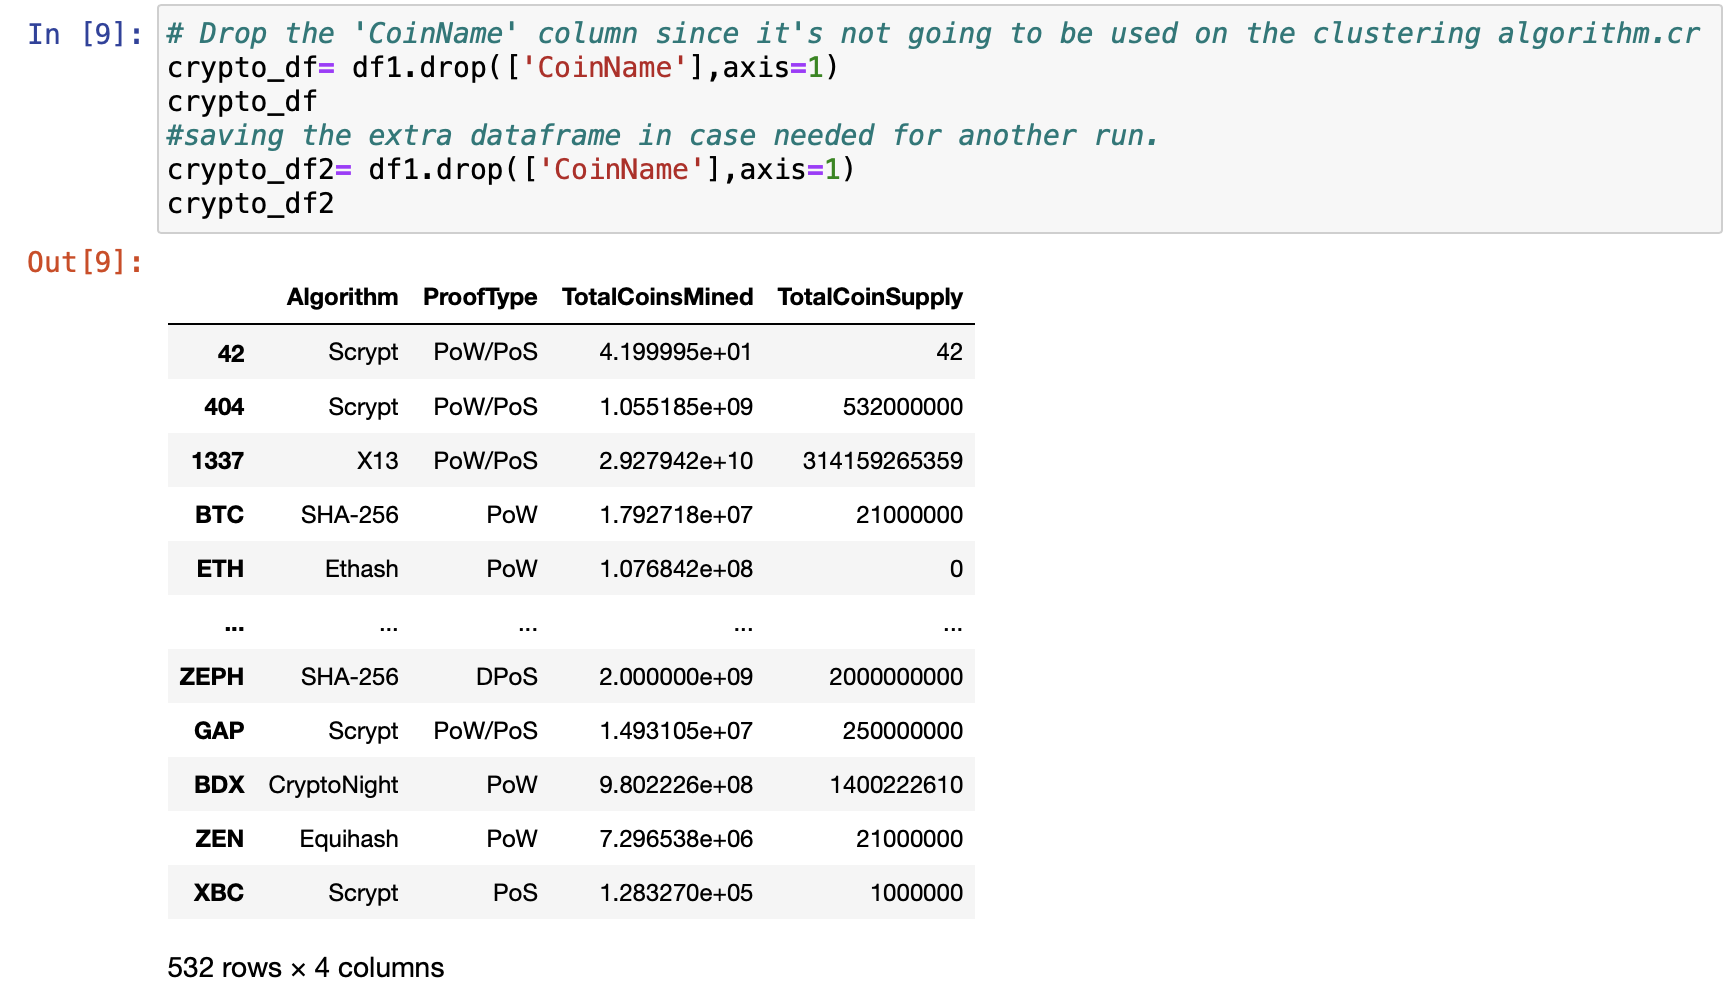 In [9]: # Drop the 'CoinName' column since it's not going to be used on the clustering algorithm.cr
crypto_df= df1.drop(['CoinName'],axis=1)
crypto_df
#saving the extra dataframe in case needed for another run.
crypto_df2= df1.drop(['CoinName'],axis=1)
crypto_df2
Out[9]:
Algorithm ProofType TotalCoinsMined TotalCoinSupply
42 Scrypt PoW/PoS 4.199995e+01 42
404 Scrypt PoW/PoS 1.055185e+09 532000000
1337 X13 PoW/PoS 2.927942e+10 314159265359
BTC SHA-256 PoW 1.792718e+07 21000000
ETH Ethash PoW 1.076842e+08 0
... ... ... ... ...
ZEPH SHA-256 DPoS 2.000000e+09 2000000000
GAP Scrypt PoW/PoS 1.493105e+07 250000000
BDX CryptoNight PoW 9.802226e+08 1400222610
ZEN Equihash PoW 7.296538e+06 21000000
XBC Scrypt PoS 1.283270e+05 1000000
532 rows × 4 columns